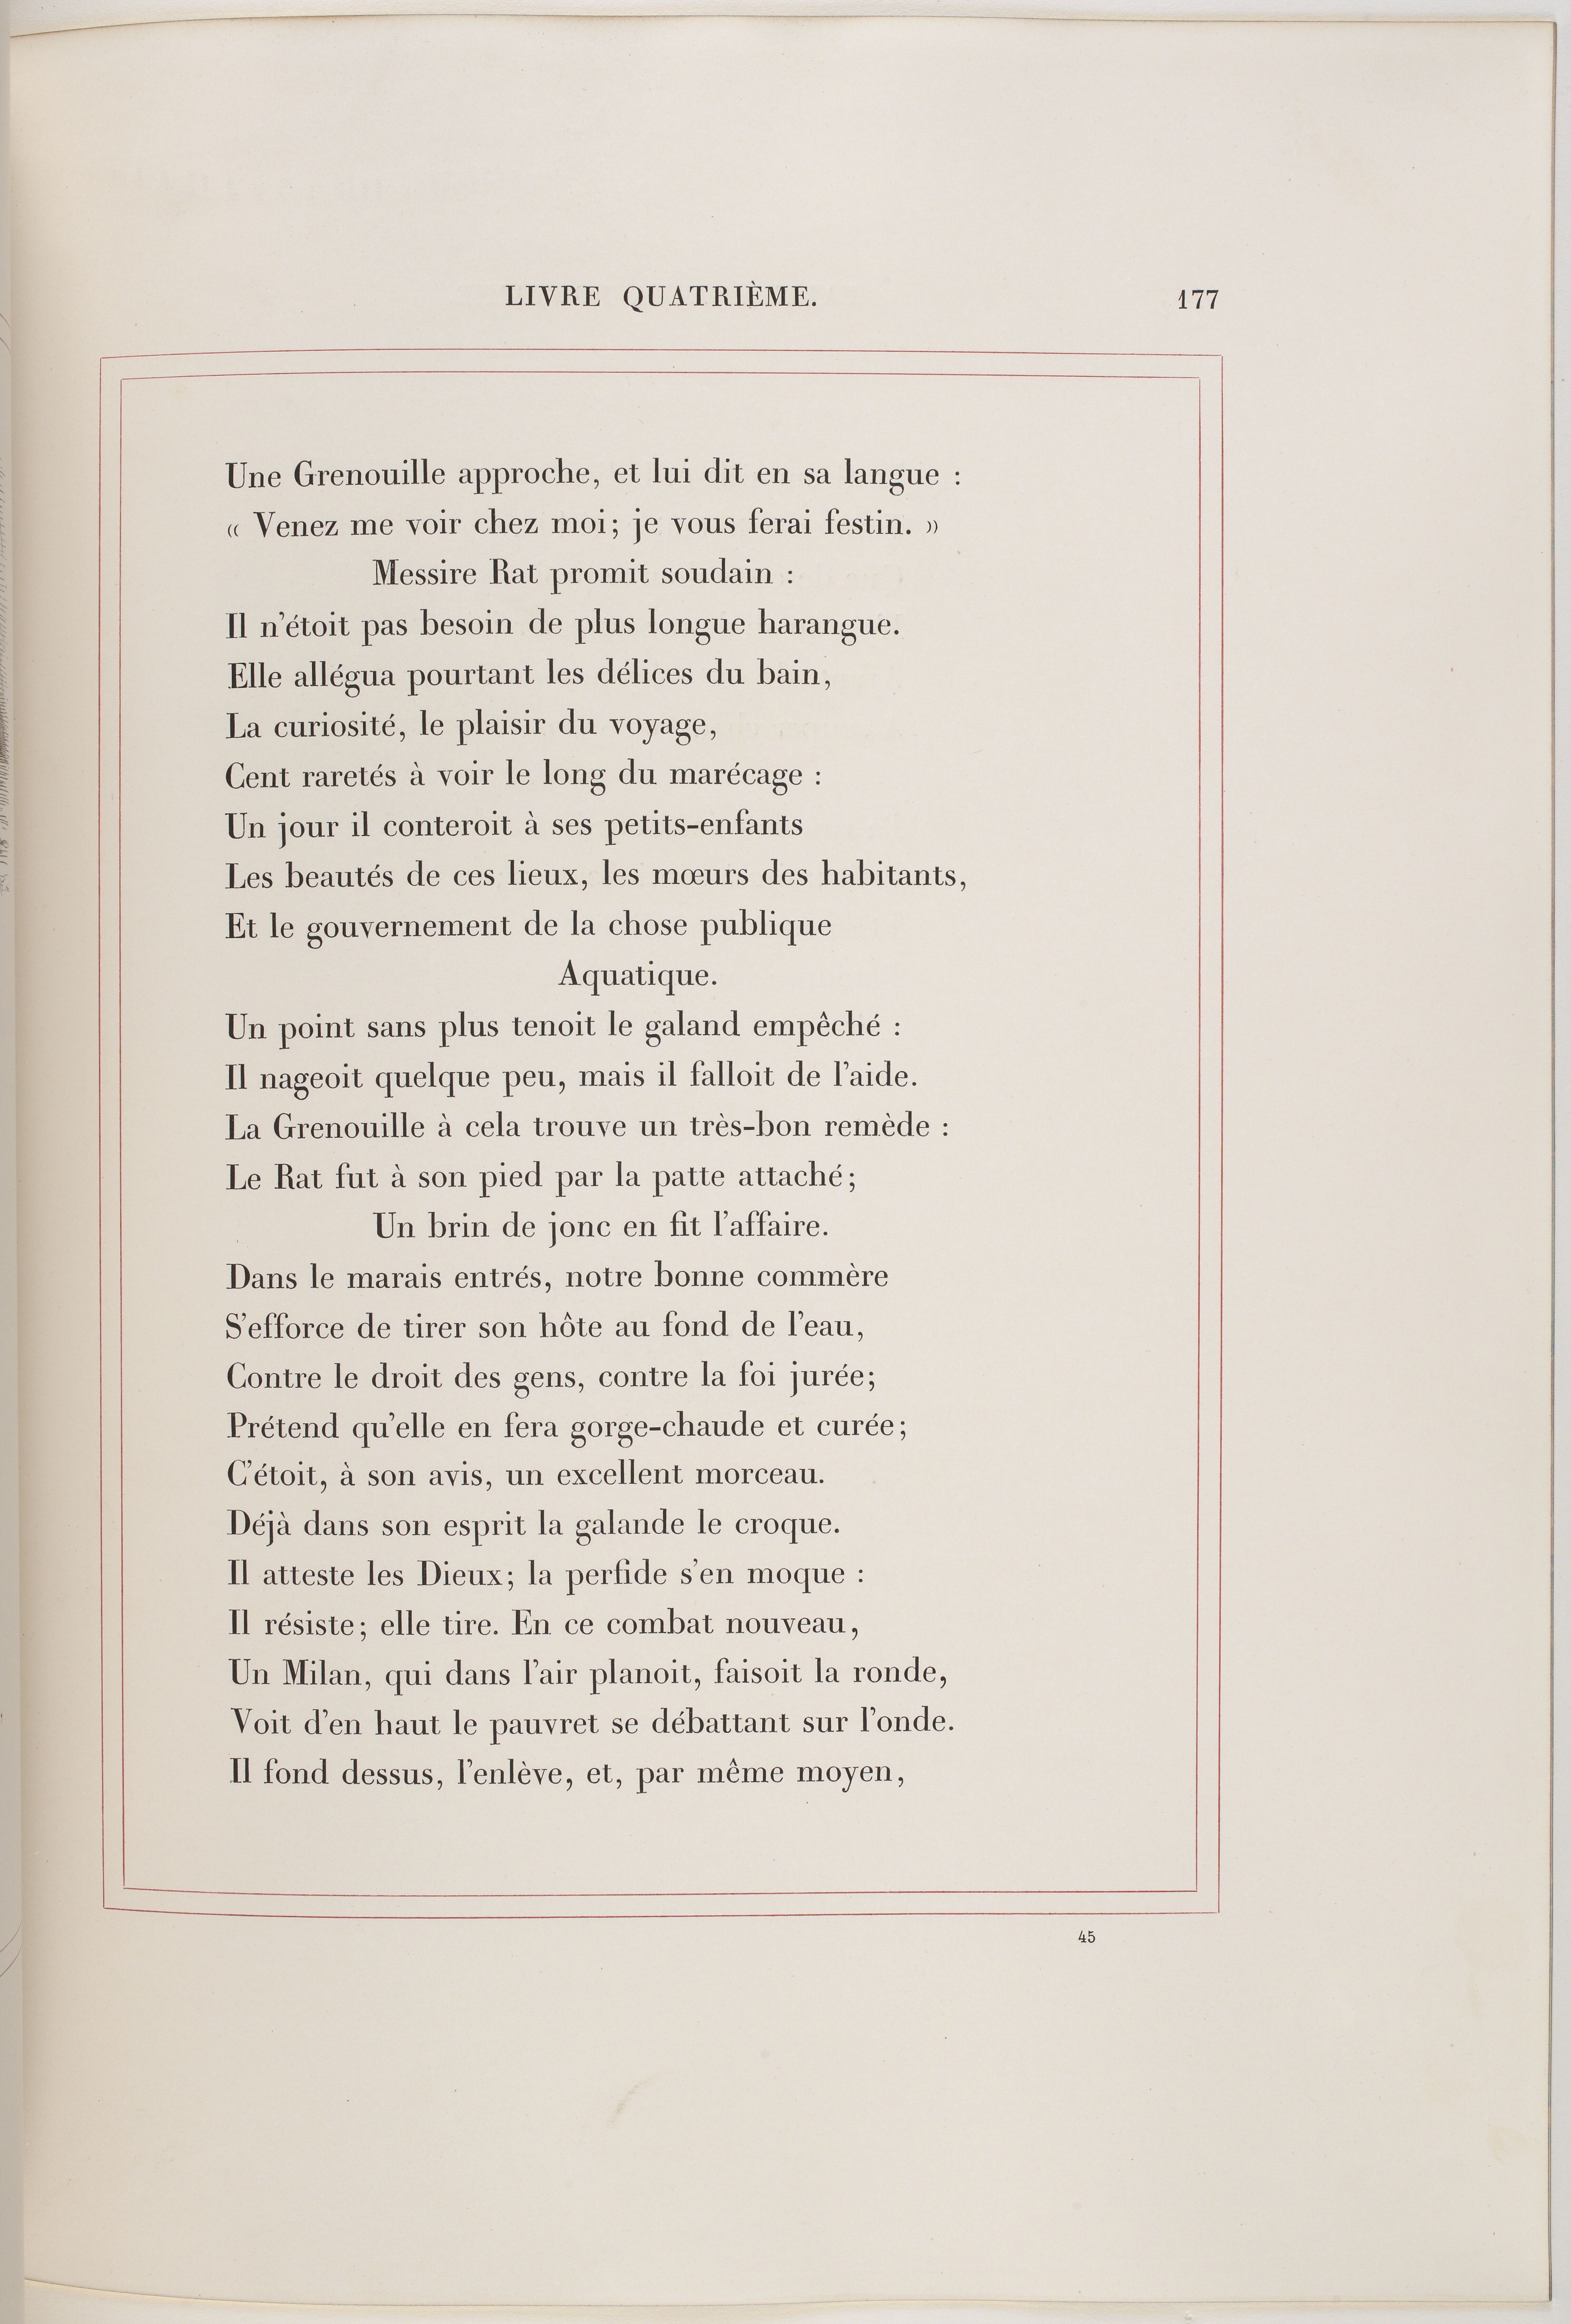 LIVRE QUATRIÈME. 177
Une Grenouille approche, et lui dit en sa langue :
« Venez me voir chez moi; je vous ferai festin. »
Messire Rat promit soudain :
Il n'étoit pas besoin de plus longue harangue.
Elle allégua pourtant les délices du bain,
La curiosité, le plaisir du voyage,
Cent raretés à voir le long du marécage :
Un jour il conteroit à ses petits-enfants
Les beautés de ces lieux, les mœurs des habitants,
Et le gouvernement de la chose publique
Aquatique.
Un point sans plus tenoit le galand empêché :
Il nageoit quelque peu, mais il falloit de l'aide.
La Grenouille à cela trouve un très-bon remède :
Le Rat fut à son pied par la patte attaché;
Un brin de jonc en fit l'affaire.
Dans le marais entrés, notre bonne commère
S'efforce de tirer son hôte au fond de l'eau,
Contre le droit des gens, contre la foi jurée;
Prétend qu'elle en fera gorge-chaude et curée;
C'étoit, à son avis, un excellent morceau.
Déjà dans son esprit la galande le croque.
Il atteste les Dieux; la perfide s'en moque :
Il résiste; elle tire. En ce combat nouveau,
Un Milan, qui dans l'air planoit, faisoit la ronde,
Voit d'en haut le pauvret se débattant sur l'onde.
Il fond dessus, l'enlève, et, par même moyen,
45